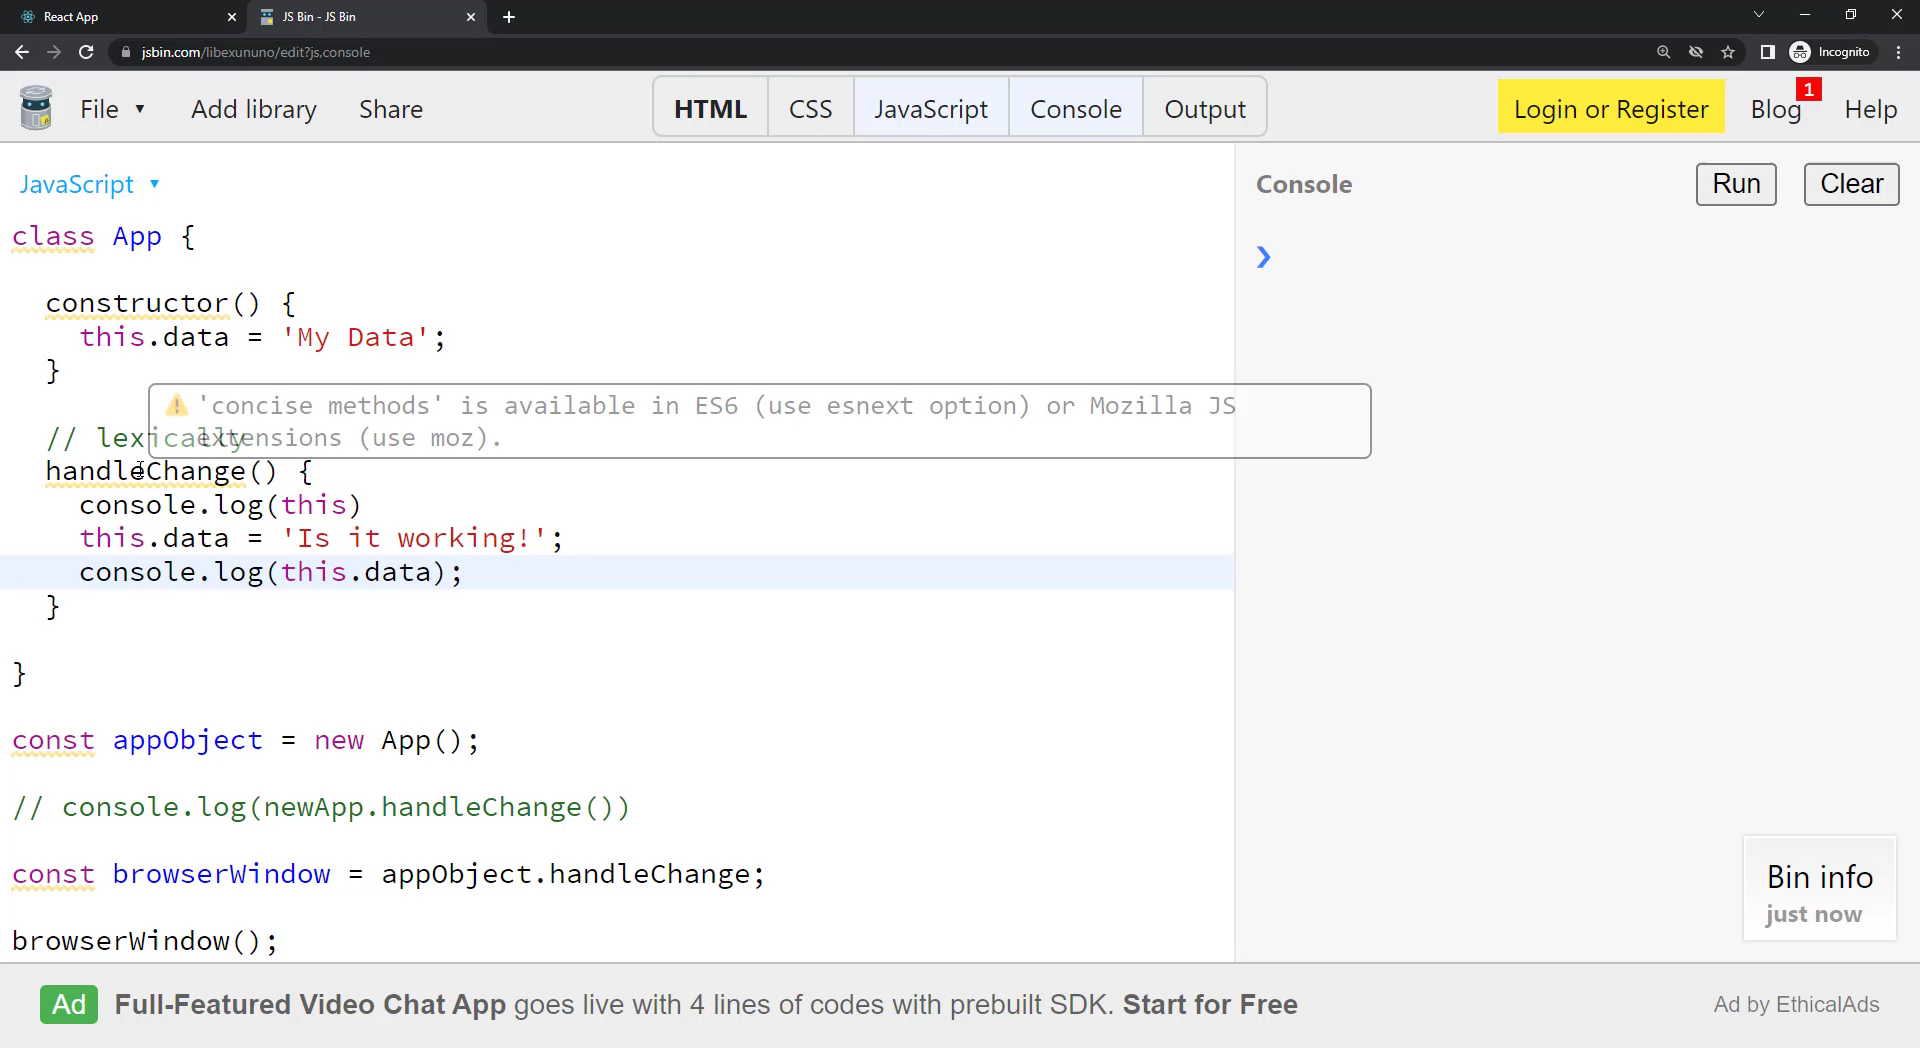 React App
JS Bin - JS Bin
jsbin.com/libexununo/edit?js,console
Incognito
File
Add library
Share
HTML
CSS
JavaScript
Console
Output
Login or Register
Blog
1
Help
JavaScript
Console
Run
Clear
class App {
constructor() {
this.data = 'My Data';
}
'concise methods' is available in ES6 (use esnext option) or Mozilla JS
extensions (use moz).
// lexically
handleChange() {
console.log(this)
this.data = 'Is it working!';
console.log(this.data);
}
}
const appObject = new App();
// console.log(newApp.handleChange())
const browserWindow = appObject.handleChange;
browserWindow();
Bin info
just now
Ad
Full-Featured Video Chat App goes live with 4 lines of codes with prebuilt SDK. Start for Free
Ad by EthicalAds